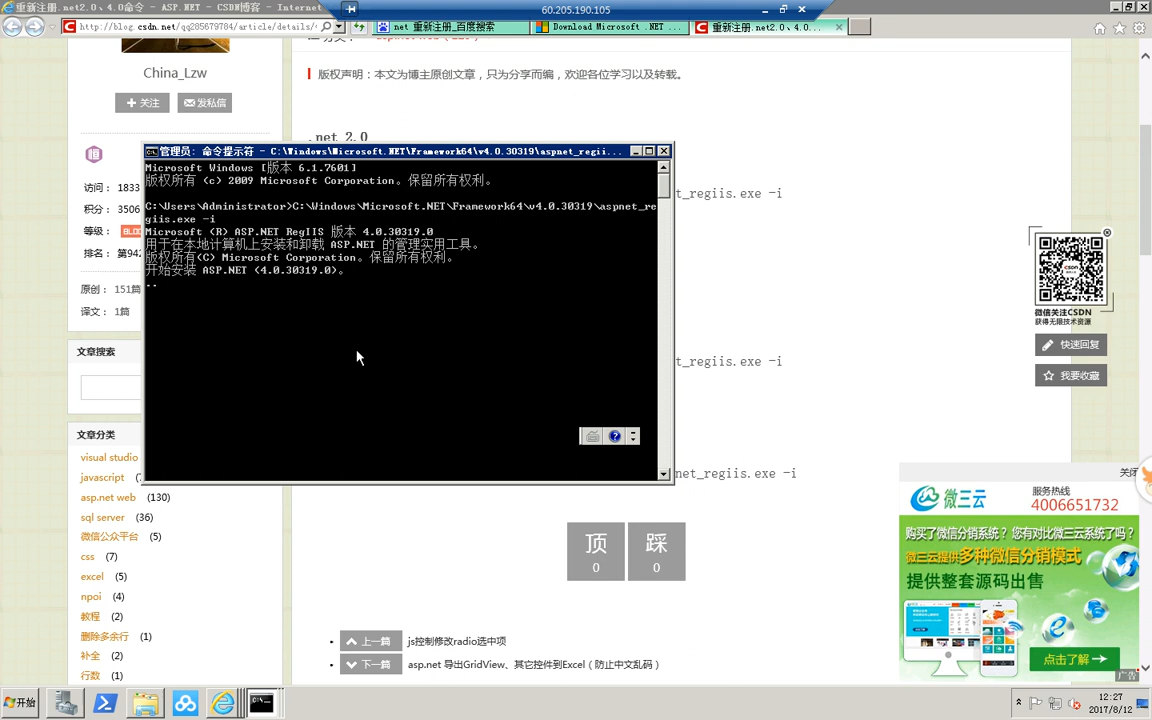 重新注册.net2.0、4.0命令 - ASP.NET - CSDN博客 - Internet
60.205.190.105
http://blog.csdn.net/qq285679784/article/details/
net 重新注册_百度搜索
Download Microsoft .NET ...
重新注册.net2.0、4.0...
China_Lzw
关注
发私信
版权声明：本文为博主原创文章，只为分享而编，欢迎各位学习以及转载。
.net 2.0
访问： 1833
积分： 3506
等级： BLO
排名： 第942
原创： 151篇
译文： 1篇
文章搜索
文章分类
visual studio
javascript
asp.net web (130)
sql server (36)
微信公众平台 (5)
css (7)
excel (5)
npoi (4)
教程 (2)
删除多余行 (1)
补全 (2)
行数 (1)
管理员: 命令提示符 - C:\Windows\Microsoft.NET\Framework64\v4.0.30319\aspnet_regii...
Microsoft Windows [版本 6.1.7601]
版权所有 (c) 2009 Microsoft Corporation。保留所有权利。
C:\Users\Administrator>C:\Windows\Microsoft.NET\Framework64\v4.0.30319\aspnet_re
giis.exe -i
Microsoft (R) ASP.NET RegIIS 版本 4.0.30319.0
用于在本地计算机上安装和卸载 ASP.NET 的管理实用工具。
版权所有(C) Microsoft Corporation。保留所有权利。
开始安装 ASP.NET (4.0.30319.0)。
..
t_regiis.exe -i
t_regiis.exe -i
net_regiis.exe -i
顶
0
踩
0
上一篇 js控制修改radio选中项
下一篇 asp.net 导出GridView、其它控件到Excel（防止中文乱码）
CSDN
微信关注CSDN
获得无限技术资源
快速回复
我要收藏
关闭
微三云
服务热线
4006651732
购买了微信分销系统？您有对比微三云系统了吗？
微三云提供多种微信分销模式
提供整套源码出售
点击了解
广告
开始
12:27
2017/8/12